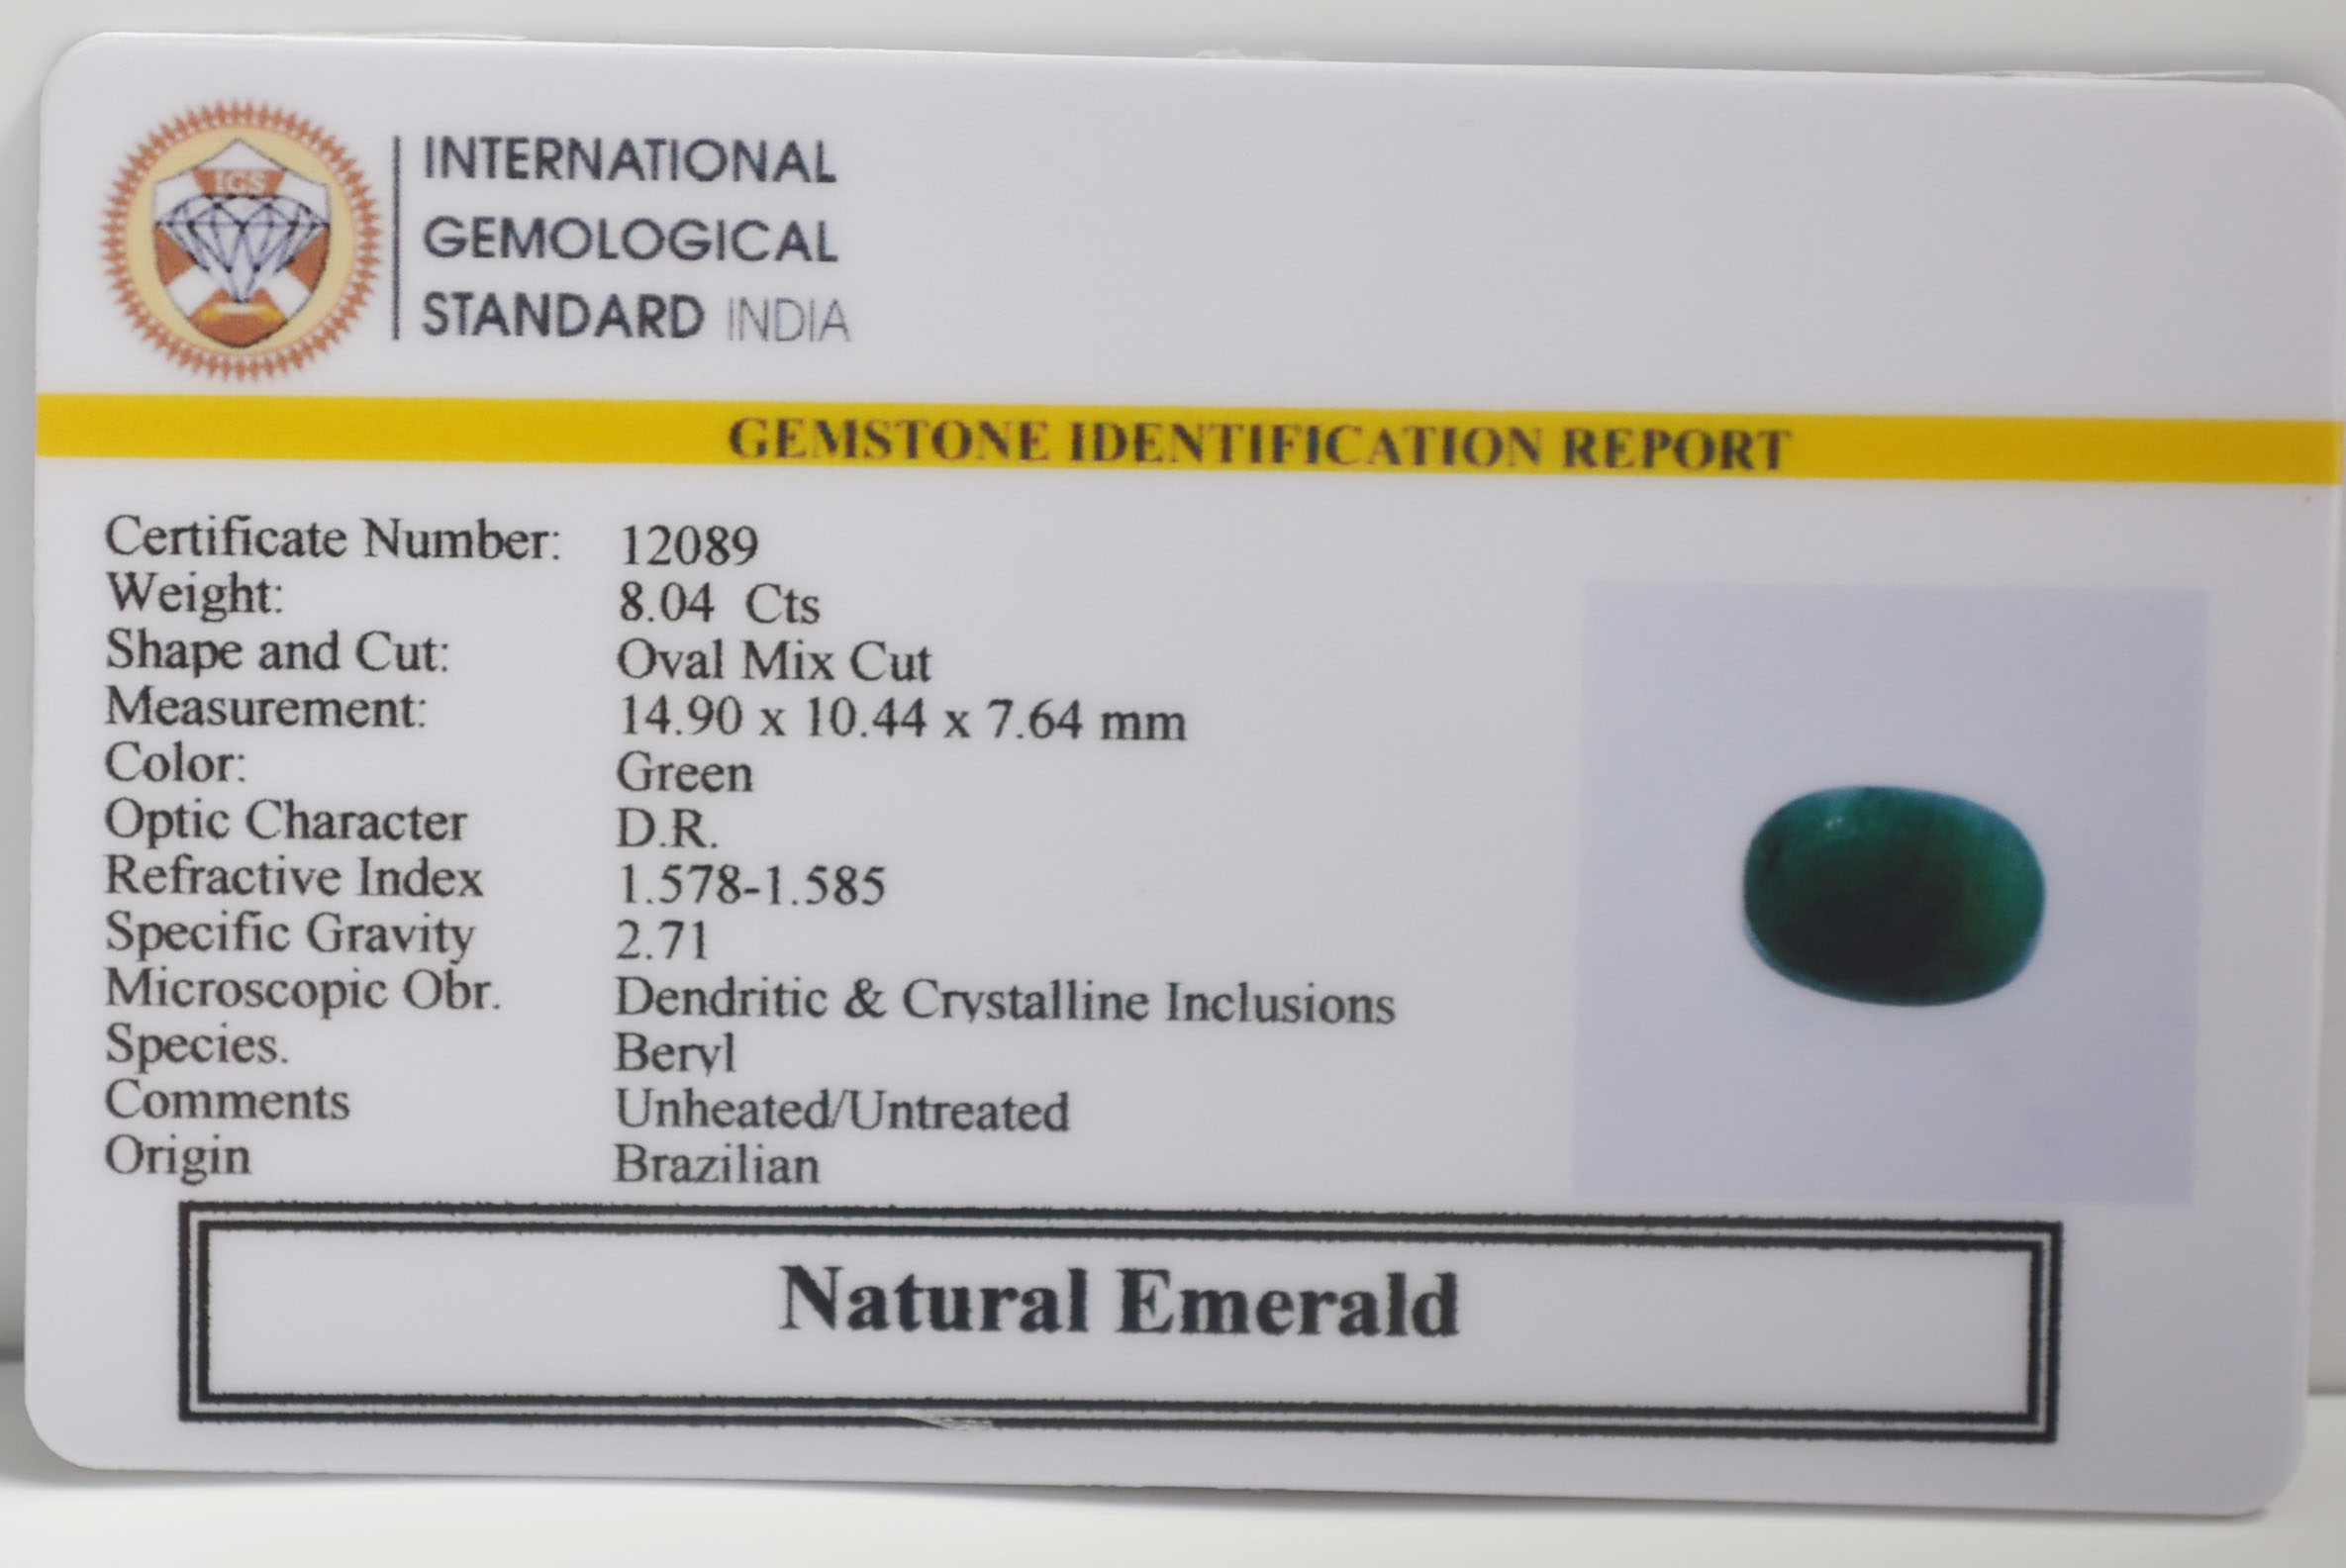 IGS
INTERNATIONAL
GEMOLOGICAL
STANDARD INDIA
GEMSTONE IDENTIFICATION REPORT
Certificate Number: 12089
Weight: 8.04 Cts
Shape and Cut: Oval Mix Cut
Measurement: 14.90 x 10.44 x 7.64 mm
Color: Green
Optic Character D.R.
Refractive Index 1.578-1.585
Specific Gravity 2.71
Microscopic Obr. Dendritic & Crystalline Inclusions
Species. Beryl
Comments Unheated/Untreated
Origin Brazilian
Natural Emerald